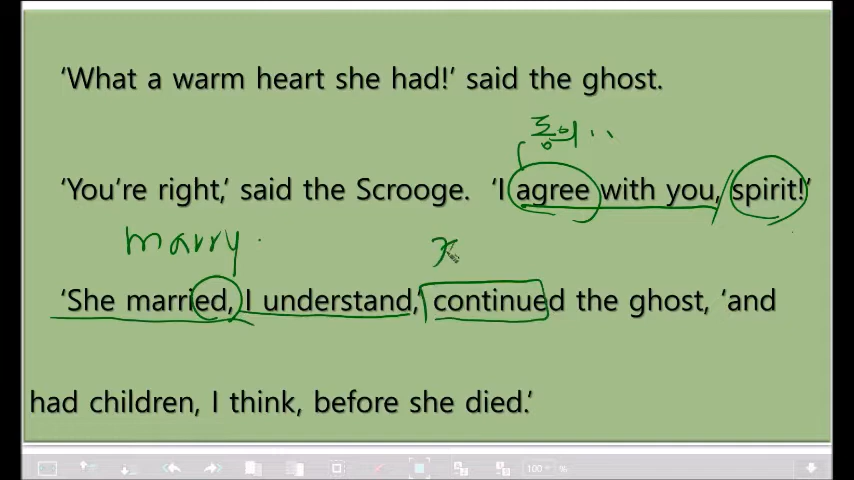 ‘What a warm heart she had!’ said the ghost.
동의..
‘You’re right,’ said the Scrooge. ‘I agree with you, spirit!’
marry.
‘She married, I understand,’ continued the ghost, ‘and
had children, I think, before she died.’
100 %